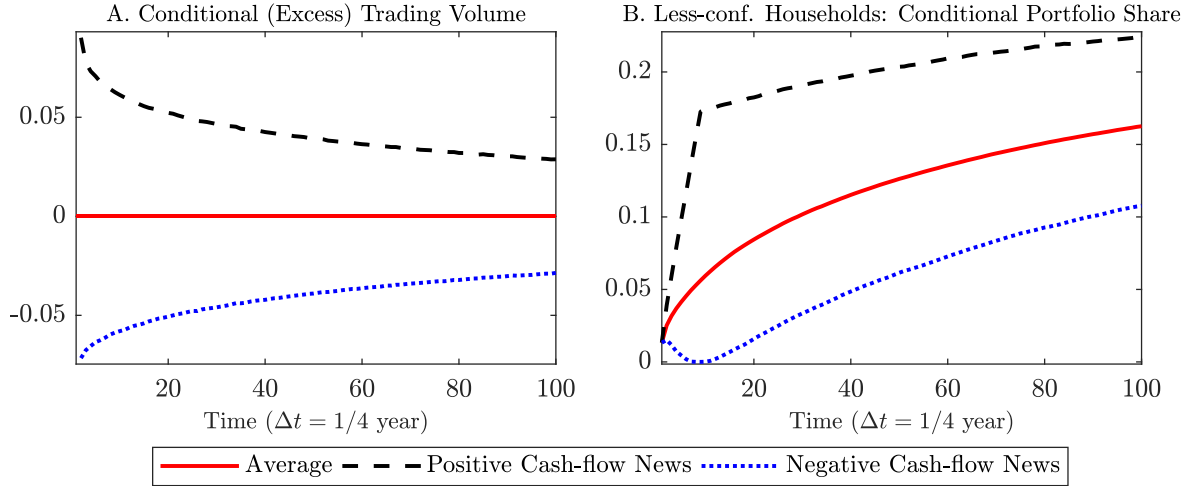 A. Conditional (Excess) Trading Volume
0.05
0
-0.05
20 40 60 80 100
Time (Δt = 1/4 year)
B. Less-conf. Households: Conditional Portfolio Share
0.2
0.15
0.1
0.05
0
20 40 60 80 100
Time (Δt = 1/4 year)
Average Positive Cash-flow News Negative Cash-flow News